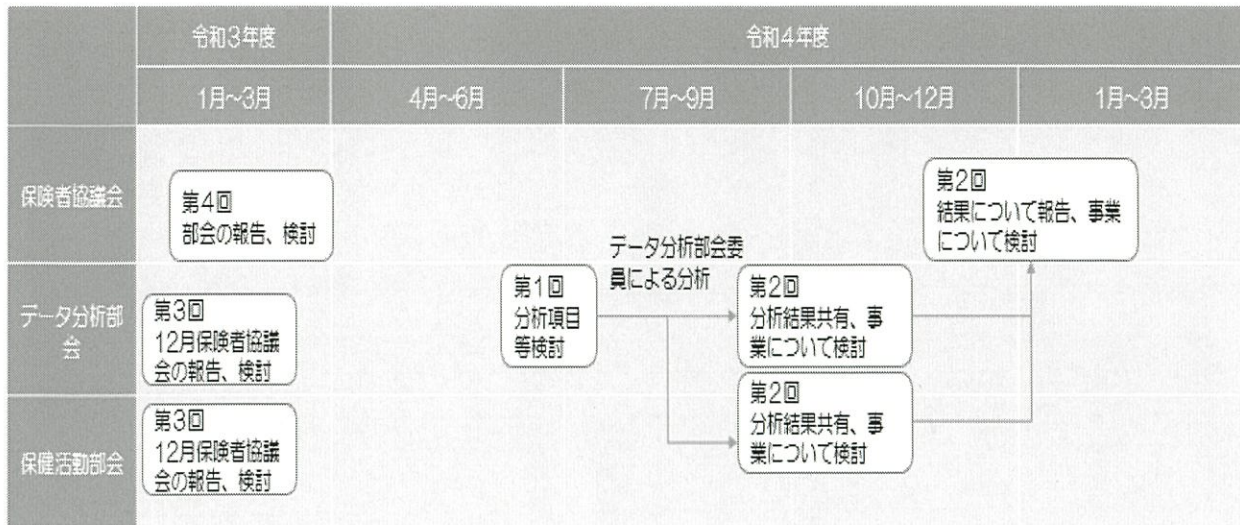 令和3年度
令和4年度
1月~3月
4月~6月
7月~9月
10月~12月
1月~3月
保険者協議会
第4回
部会の報告、検討
第2回
結果について報告、事業
について検討
データ分析部
会
第3回
12月保険者協議
会の報告、検討
第1回
分析項目
等検討
データ分析部会委
員による分析
第2回
分析結果共有、事
業について検討
保健活動部会
第3回
12月保険者協議
会の報告、検討
第2回
分析結果共有、事
業について検討